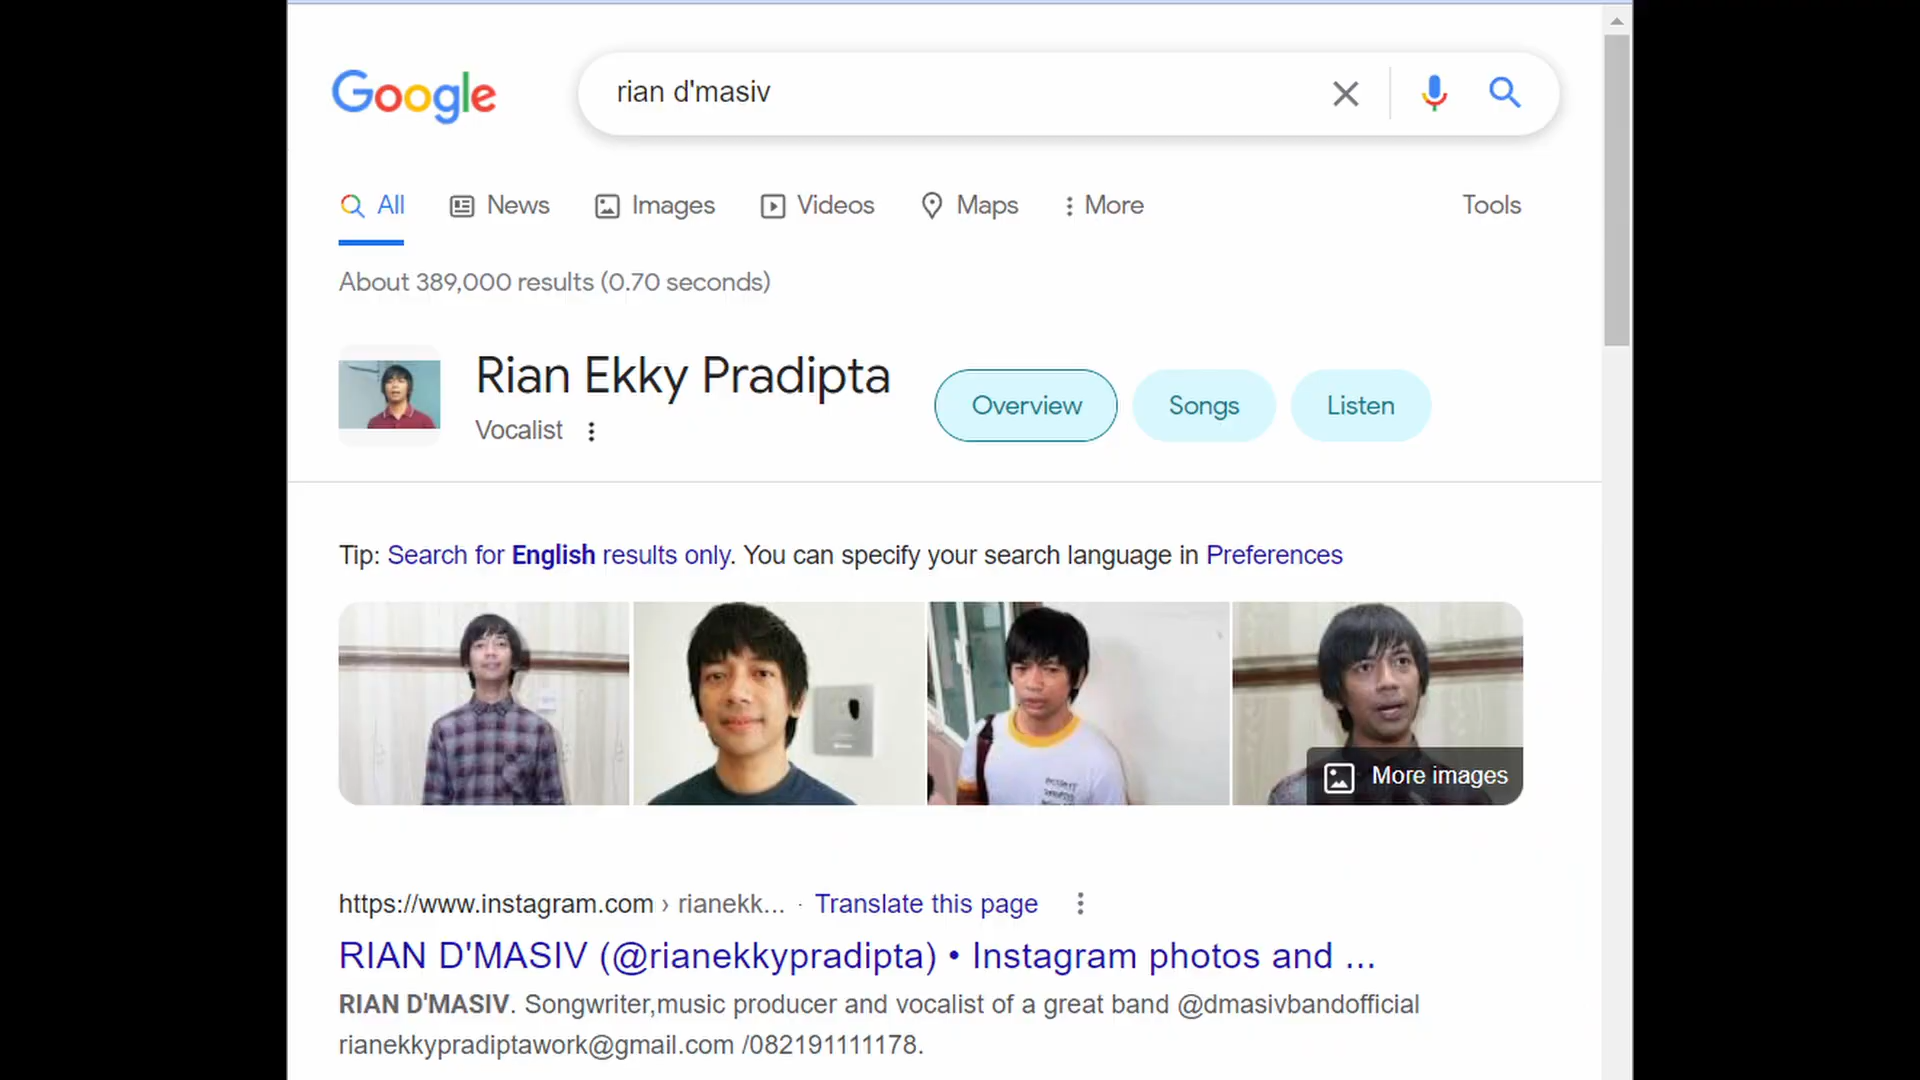 Google
rian d'masiv
All News Images Videos Maps More Tools
About 389,000 results (0.70 seconds)
Rian Ekky Pradipta
Vocalist
Overview Songs Listen
Tip: Search for English results only. You can specify your search language in Preferences
More images
https://www.instagram.com › rianekk... · Translate this page
RIAN D'MASIV (@rianekkypradipta) • Instagram photos and ...
RIAN D'MASIV. Songwriter,music producer and vocalist of a great band @dmasivbandofficial
rianekkypradiptawork@gmail.com /082191111178.